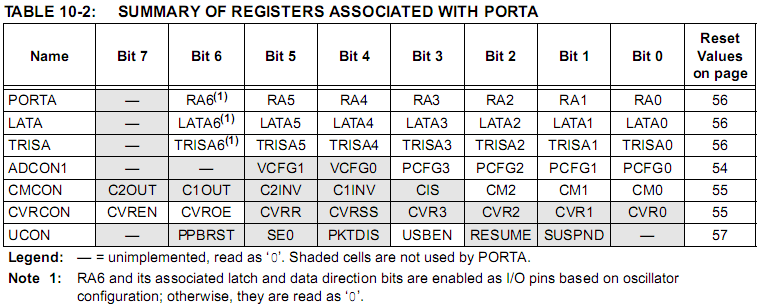 TABLE 10-2: SUMMARY OF REGISTERS ASSOCIATED WITH PORTA
Name Bit 7 Bit 6 Bit 5 Bit 4 Bit 3 Bit 2 Bit 1 Bit 0 Reset Values on page
PORTA — RA6(1) RA5 RA4 RA3 RA2 RA1 RA0 56
LATA — LATA6(1) LATA5 LATA4 LATA3 LATA2 LATA1 LATA0 56
TRISA — TRISA6(1) TRISA5 TRISA4 TRISA3 TRISA2 TRISA1 TRISA0 56
ADCON1 — — VCFG1 VCFG0 PCFG3 PCFG2 PCFG1 PCFG0 54
CMCON C2OUT C1OUT C2INV C1INV CIS CM2 CM1 CM0 55
CVRCON CVREN CVROE CVRR CVRSS CVR3 CVR2 CVR1 CVR0 55
UCON — PPBRST SE0 PKTDIS USBEN RESUME SUSPND — 57
Legend: — = unimplemented, read as ‘0’. Shaded cells are not used by PORTA.
Note 1: RA6 and its associated latch and data direction bits are enabled as I/O pins based on oscillator
configuration; otherwise, they are read as ‘0’.